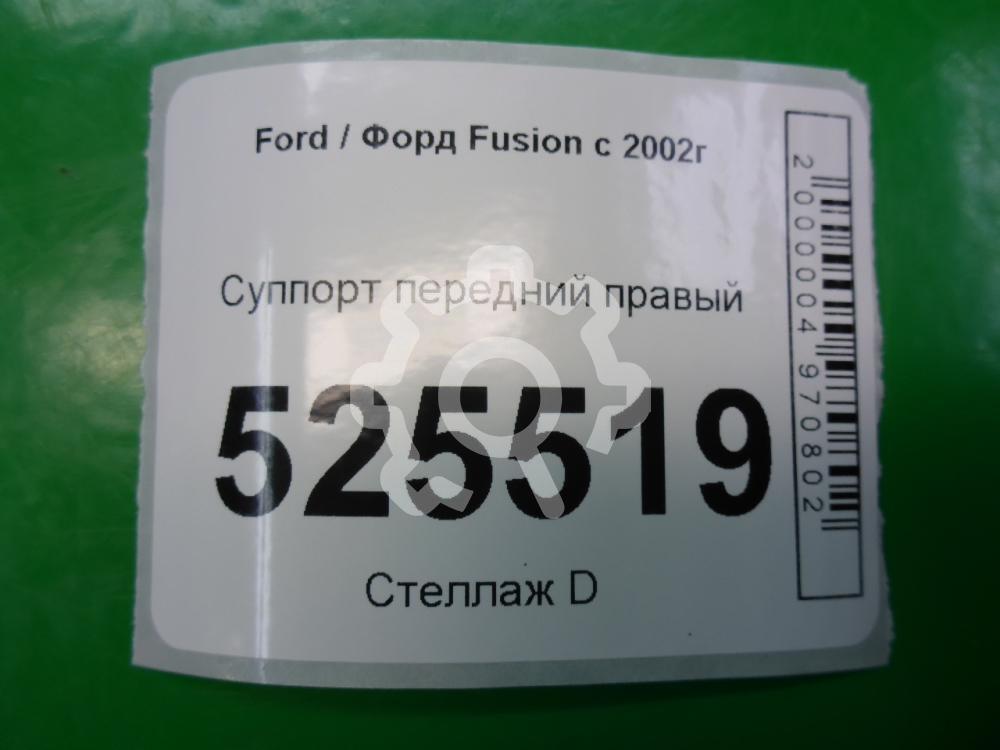 Ford / Форд Fusion с 2002г
Суппорт передний правый
525519
Стеллаж D
2000004970802